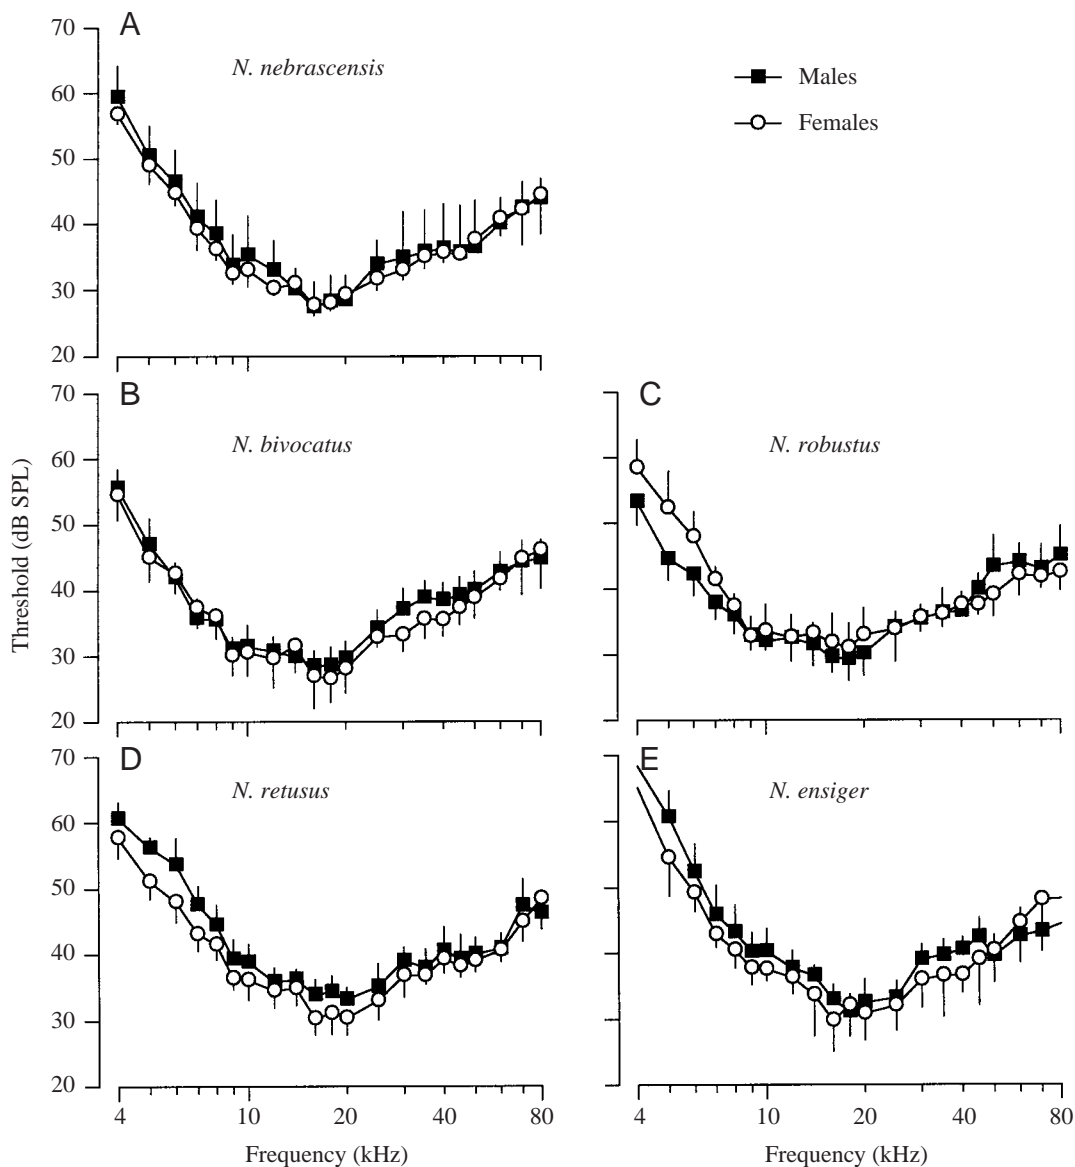 A
N. nebrascensis
Males
Females
70
60
50
40
30
20
B
N. bivocatus
70
60
50
40
30
20
C
N. robustus
Threshold (dB SPL)
D
N. retusus
70
60
50
40
30
20
4
10
20
40
80
Frequency (kHz)
E
N. ensiger
4
10
20
40
80
Frequency (kHz)